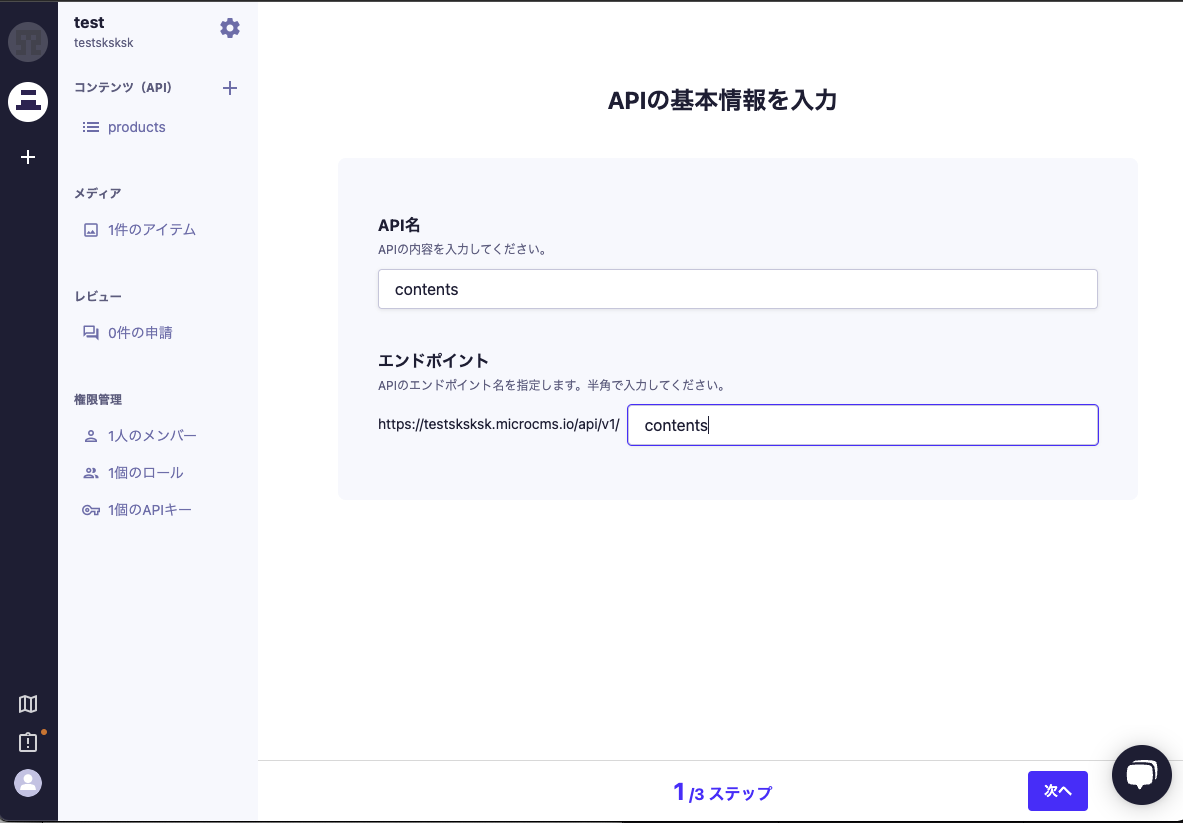 test
testsksksk
コンテンツ（API）
products
メディア
1件のアイテム
レビュー
0件の申請
権限管理
1人のメンバー
1個のロール
1個のAPIキー
APIの基本情報を入力
API名
APIの内容を入力してください。
contents
エンドポイント
APIのエンドポイント名を指定します。半角で入力してください。
https://testsksksk.microcms.io/api/v1/ contents
1 /3 ステップ
次へ